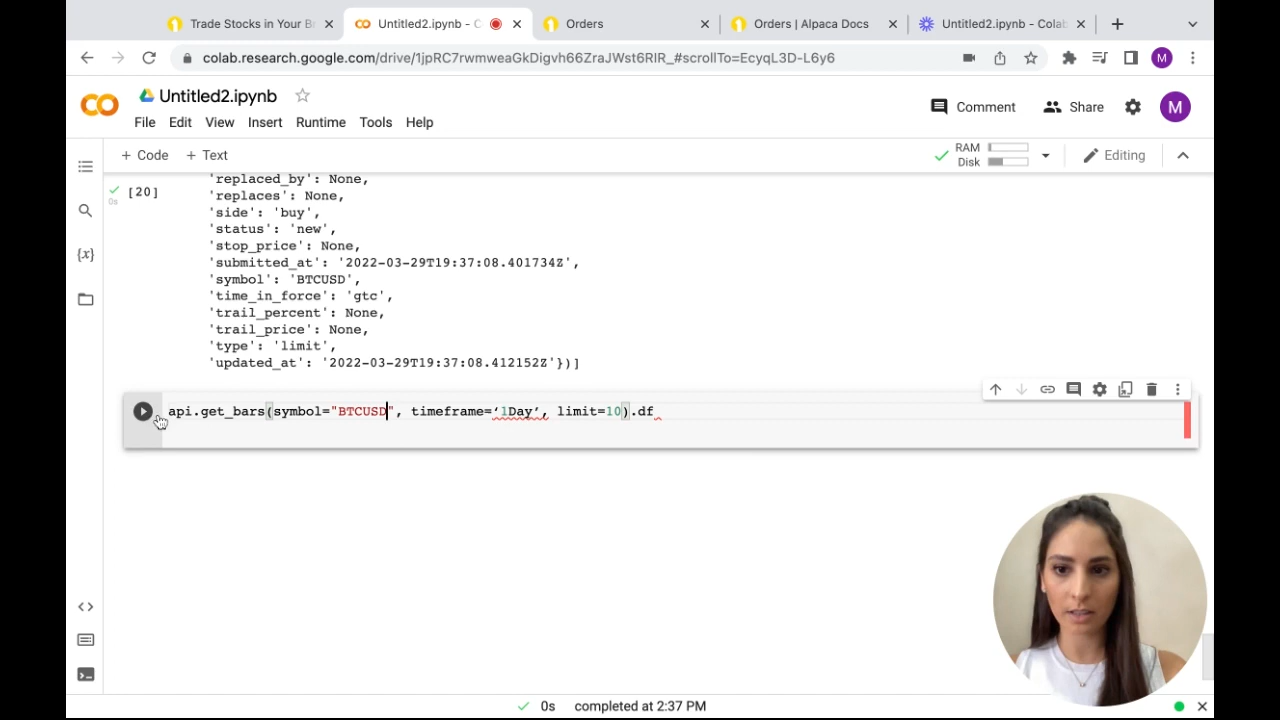 Trade Stocks in Your B
Untitled2.ipynb - C
Orders
Orders | Alpaca Docs
Untitled2.ipynb - Colab
colab.research.google.com/drive/1jpRC7rwmweaGkDigvh66ZraJWst6RIR_#scrollTo=EcyqL3D-L6y6
M
CO
Untitled2.ipynb
File Edit View Insert Runtime Tools Help
Comment
Share
M
+ Code + Text
RAM
Disk
Editing
[20]
'replaced_by': None,
'replaces': None,
'side': 'buy',
'status': 'new',
'stop_price': None,
'submitted_at': '2022-03-29T19:37:08.401734Z',
'symbol': 'BTCUSD',
'time_in_force': 'gtc',
'trail_percent': None,
'trail_price': None,
'type': 'limit',
'updated_at': '2022-03-29T19:37:08.412152Z'})]
0s
{x}
api.get_bars(symbol="BTCUSD", timeframe=‘1Day’, limit=10).df
0s completed at 2:37 PM